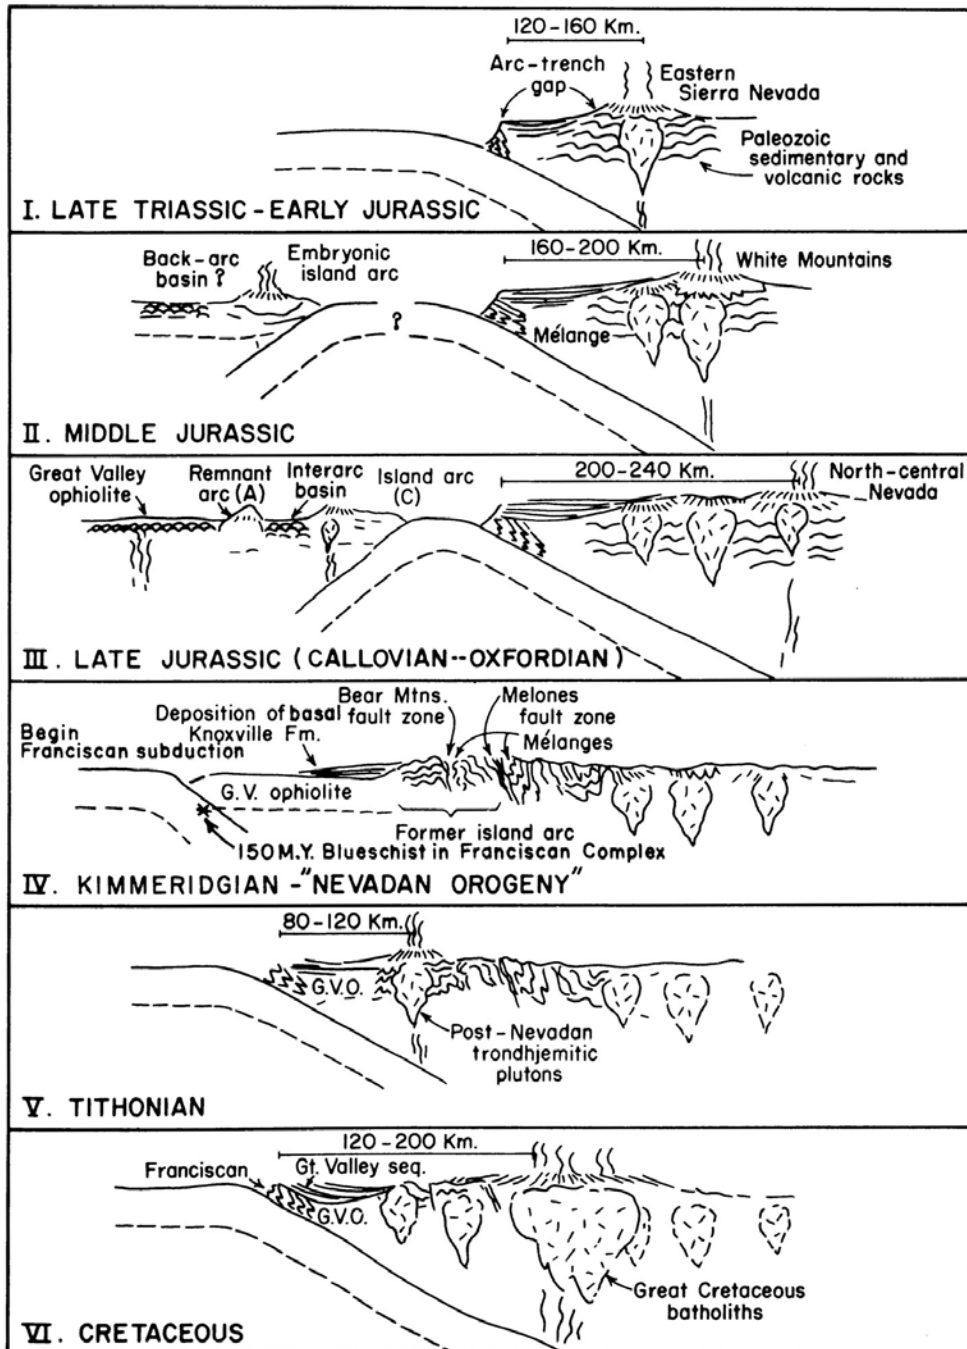 120-160 Km.
Arc-trench
gap
Eastern
Sierra Nevada
Paleozoic
sedimentary and
volcanic rocks
I. LATE TRIASSIC-EARLY JURASSIC
Back-arc
basin ?
Embryonic
island arc
160-200 Km.
White Mountains
?
Mélange
II. MIDDLE JURASSIC
Great Valley
ophiolite
Remnant
arc (A)
Interarc
basin
Island arc
(C)
200-240 Km.
North-central
Nevada
III. LATE JURASSIC (CALLOVIAN--OXFORDIAN)
Begin
Franciscan subduction
Deposition of basal
Knoxville Fm.
Bear Mtns.
fault zone
Melones
fault zone
Mélanges
G.V. ophiolite
Former island arc
150 M.Y. Blueschist in Franciscan Complex
IV. KIMMERIDGIAN -"NEVADAN OROGENY"
80-120 Km.
G.V.O.
Post-Nevadan
trondhjemitic
plutons
V. TITHONIAN
120-200 Km.
Franciscan
Gt. Valley seq.
G.V.O.
Great Cretaceous
batholiths
VI. CRETACEOUS